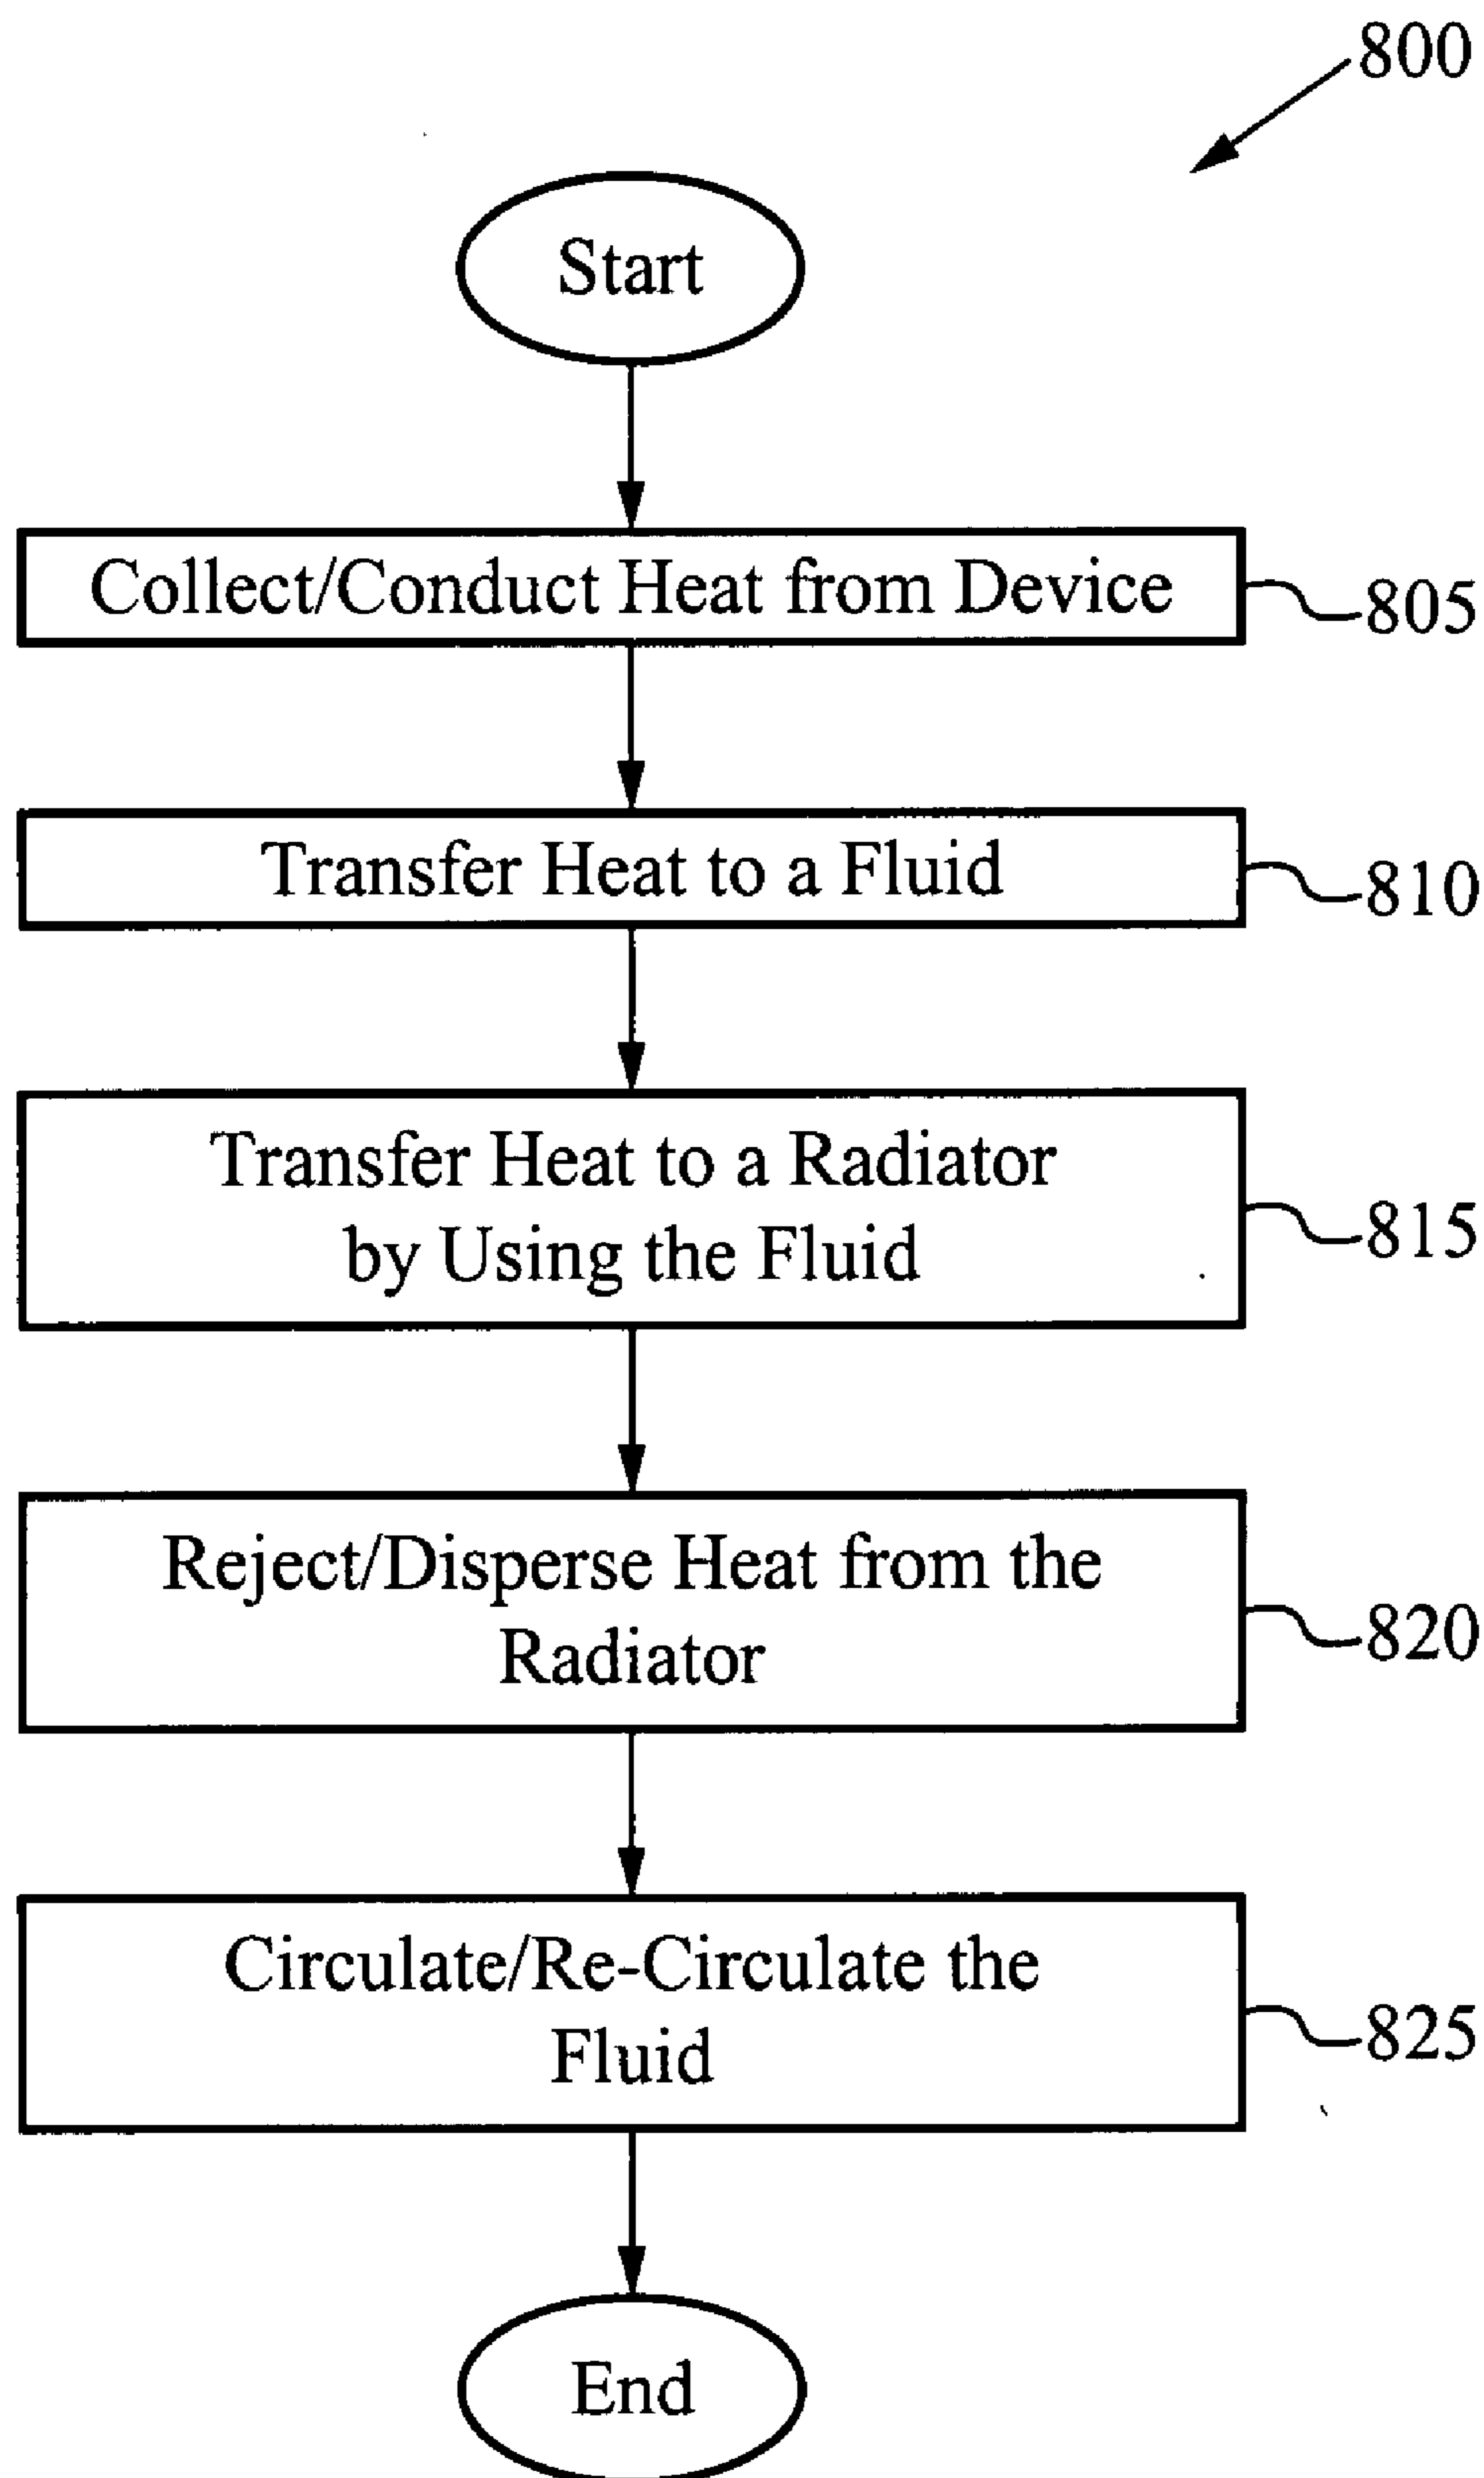 800
Start
Collect/Conduct Heat from Device
805
Transfer Heat to a Fluid
810
Transfer Heat to a Radiator
by Using the Fluid
815
Reject/Disperse Heat from the
Radiator
820
Circulate/Re-Circulate the
Fluid
825
End